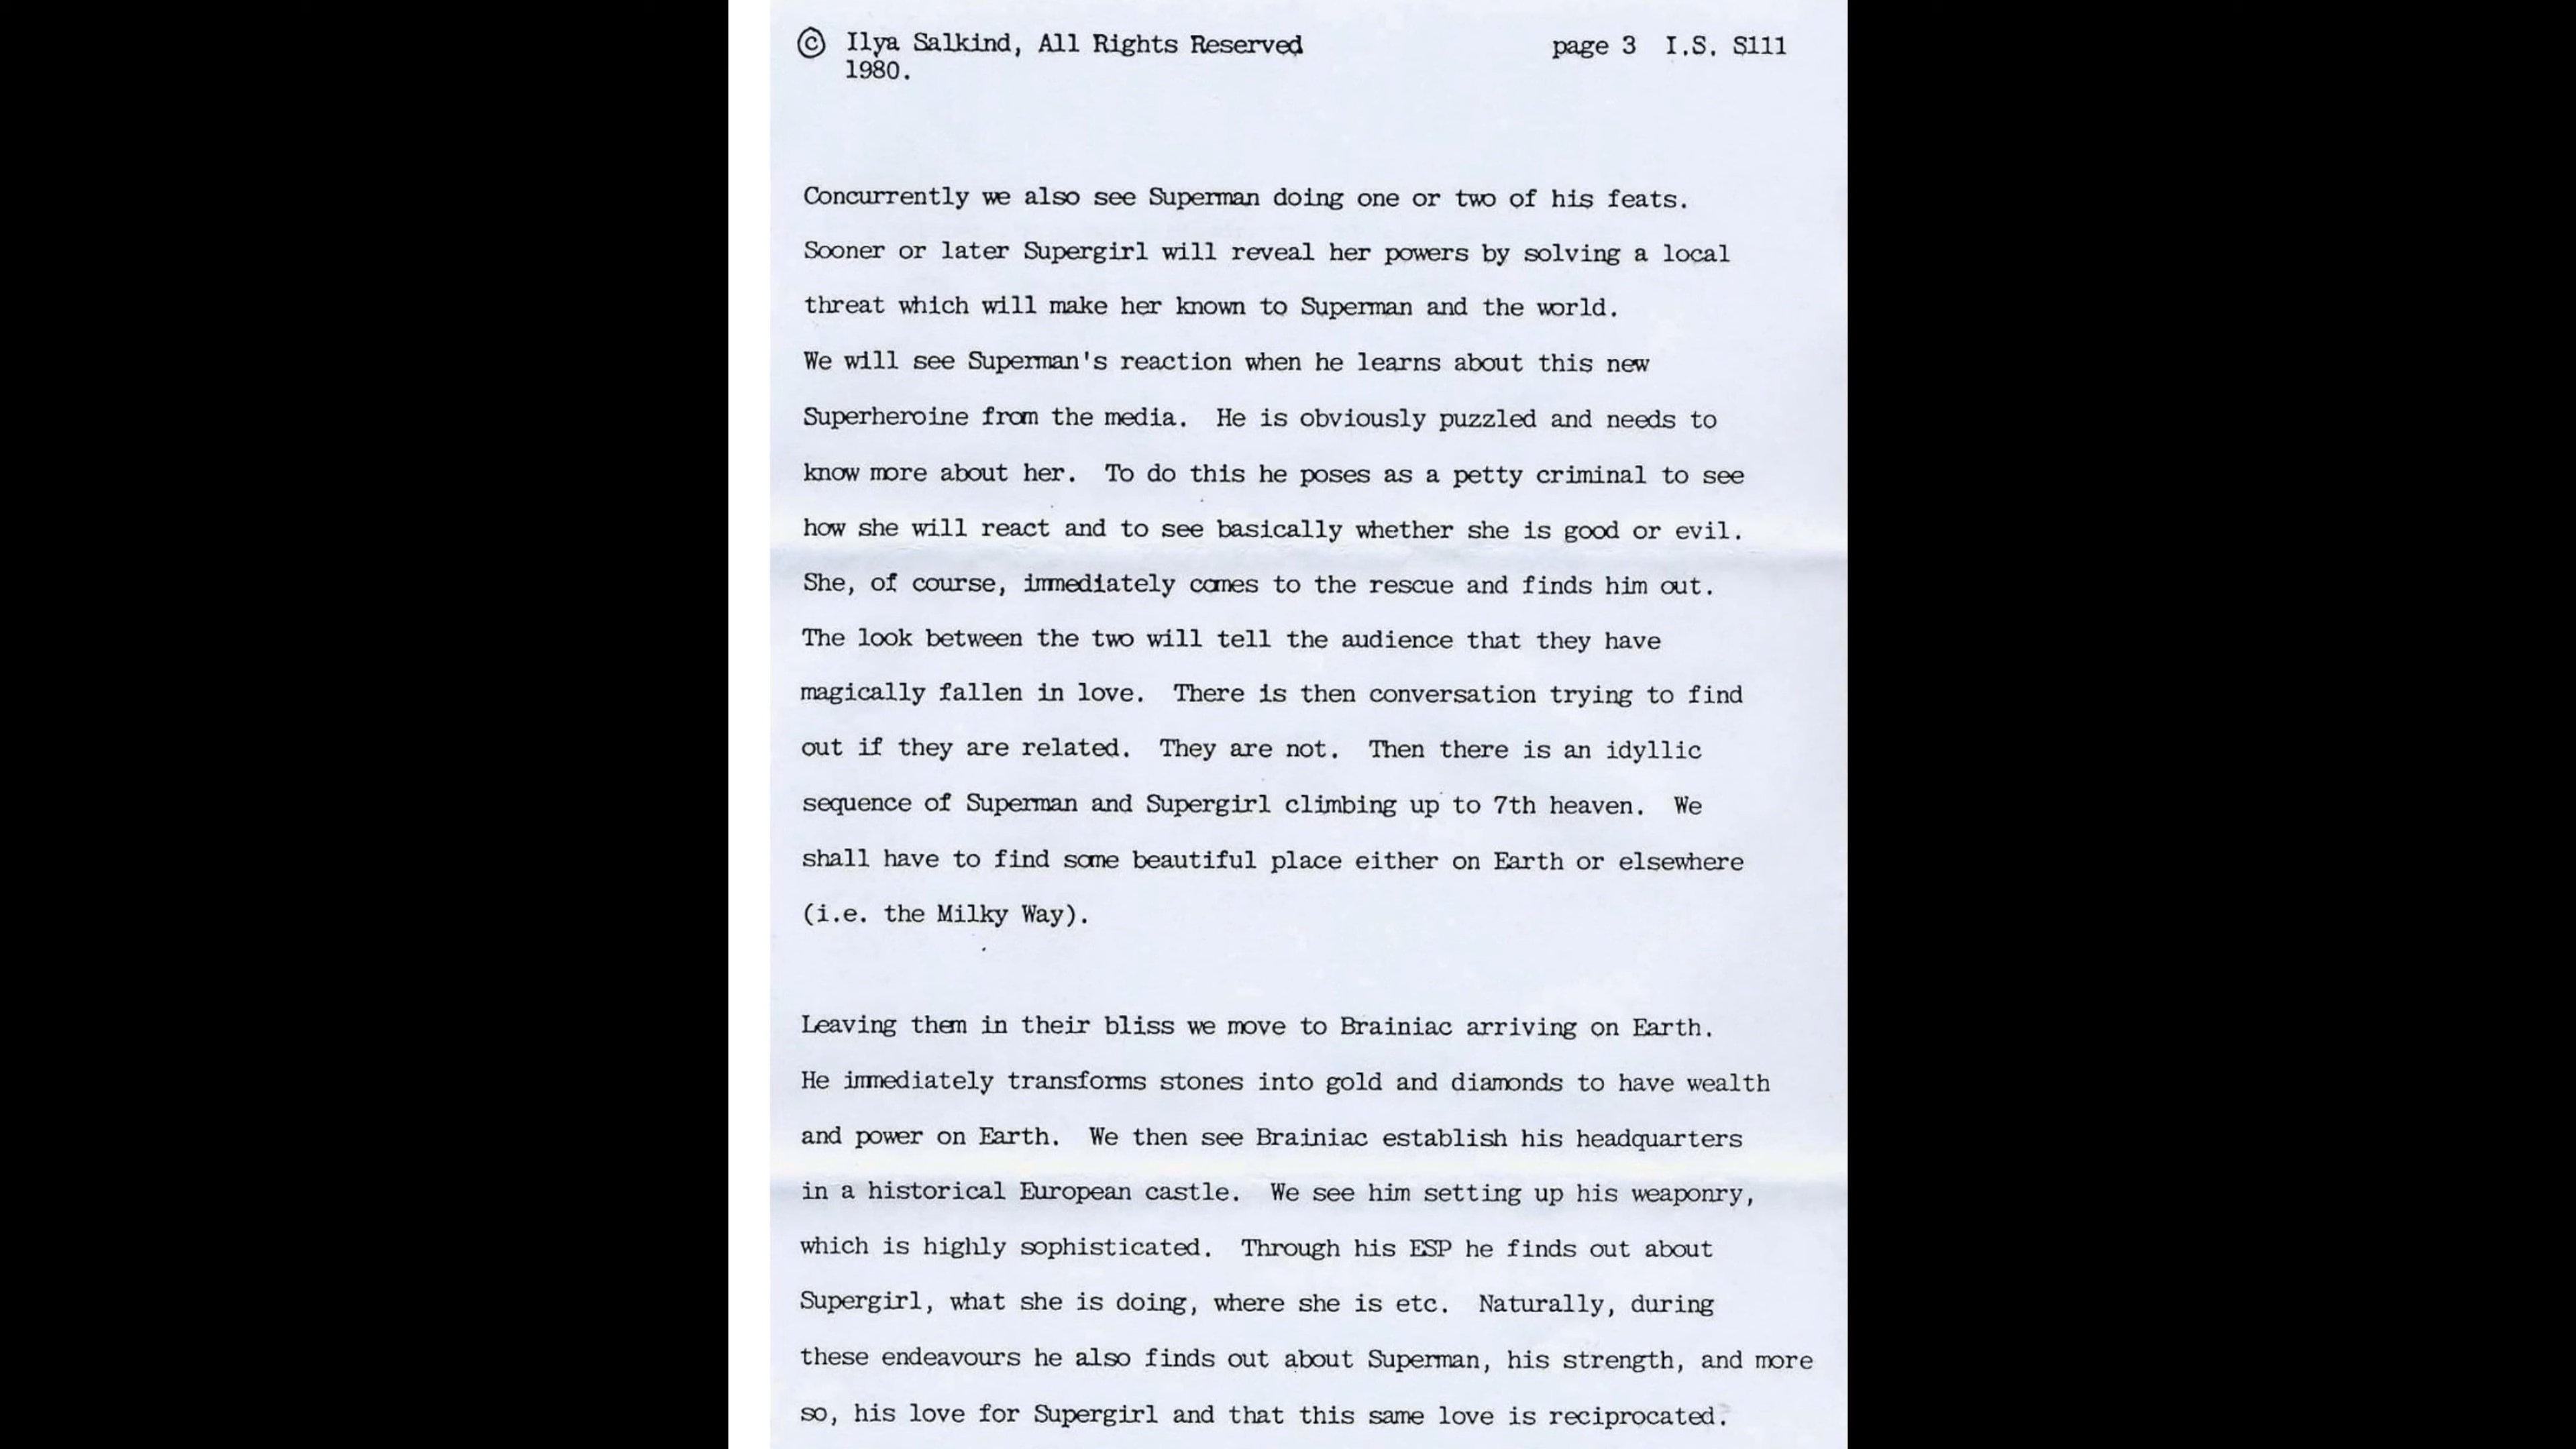 © Ilya Salkind, All Rights Reserved page 3 I.S. S111
1980.
Concurrently we also see Superman doing one or two of his feats.
Sooner or later Supergirl will reveal her powers by solving a local
threat which will make her known to Superman and the world.
We will see Superman's reaction when he learns about this new
Superheroine from the media. He is obviously puzzled and needs to
know more about her. To do this he poses as a petty criminal to see
how she will react and to see basically whether she is good or evil.
She, of course, immediately comes to the rescue and finds him out.
The look between the two will tell the audience that they have
magically fallen in love. There is then conversation trying to find
out if they are related. They are not. Then there is an idyllic
sequence of Superman and Supergirl climbing up to 7th heaven. We
shall have to find some beautiful place either on Earth or elsewhere
(i.e. the Milky Way).
Leaving them in their bliss we move to Brainiac arriving on Earth.
He immediately transforms stones into gold and diamonds to have wealth
and power on Earth. We then see Brainiac establish his headquarters
in a historical European castle. We see him setting up his weaponry,
which is highly sophisticated. Through his ESP he finds out about
Supergirl, what she is doing, where she is etc. Naturally, during
these endeavours he also finds out about Superman, his strength, and more
so, his love for Supergirl and that this same love is reciprocated.